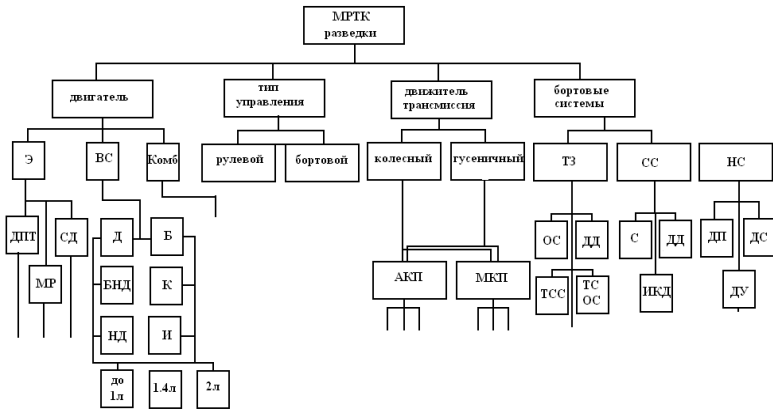 МРТК
разведки
двигатель
тип
управления
движитель
трансмиссия
бортовые
системы
Э
ВС
Комб
рулевой
бортовой
колесный
гусеничный
ТЗ
СС
НС
ДПТ
СД
Д
Б
ОС
ДД
С
ДД
ДП
ДС
МР
БНД
К
АКП
МКП
ТСС
ТС
ОС
ИКД
ДУ
НД
И
до
1л
1.4л
2л